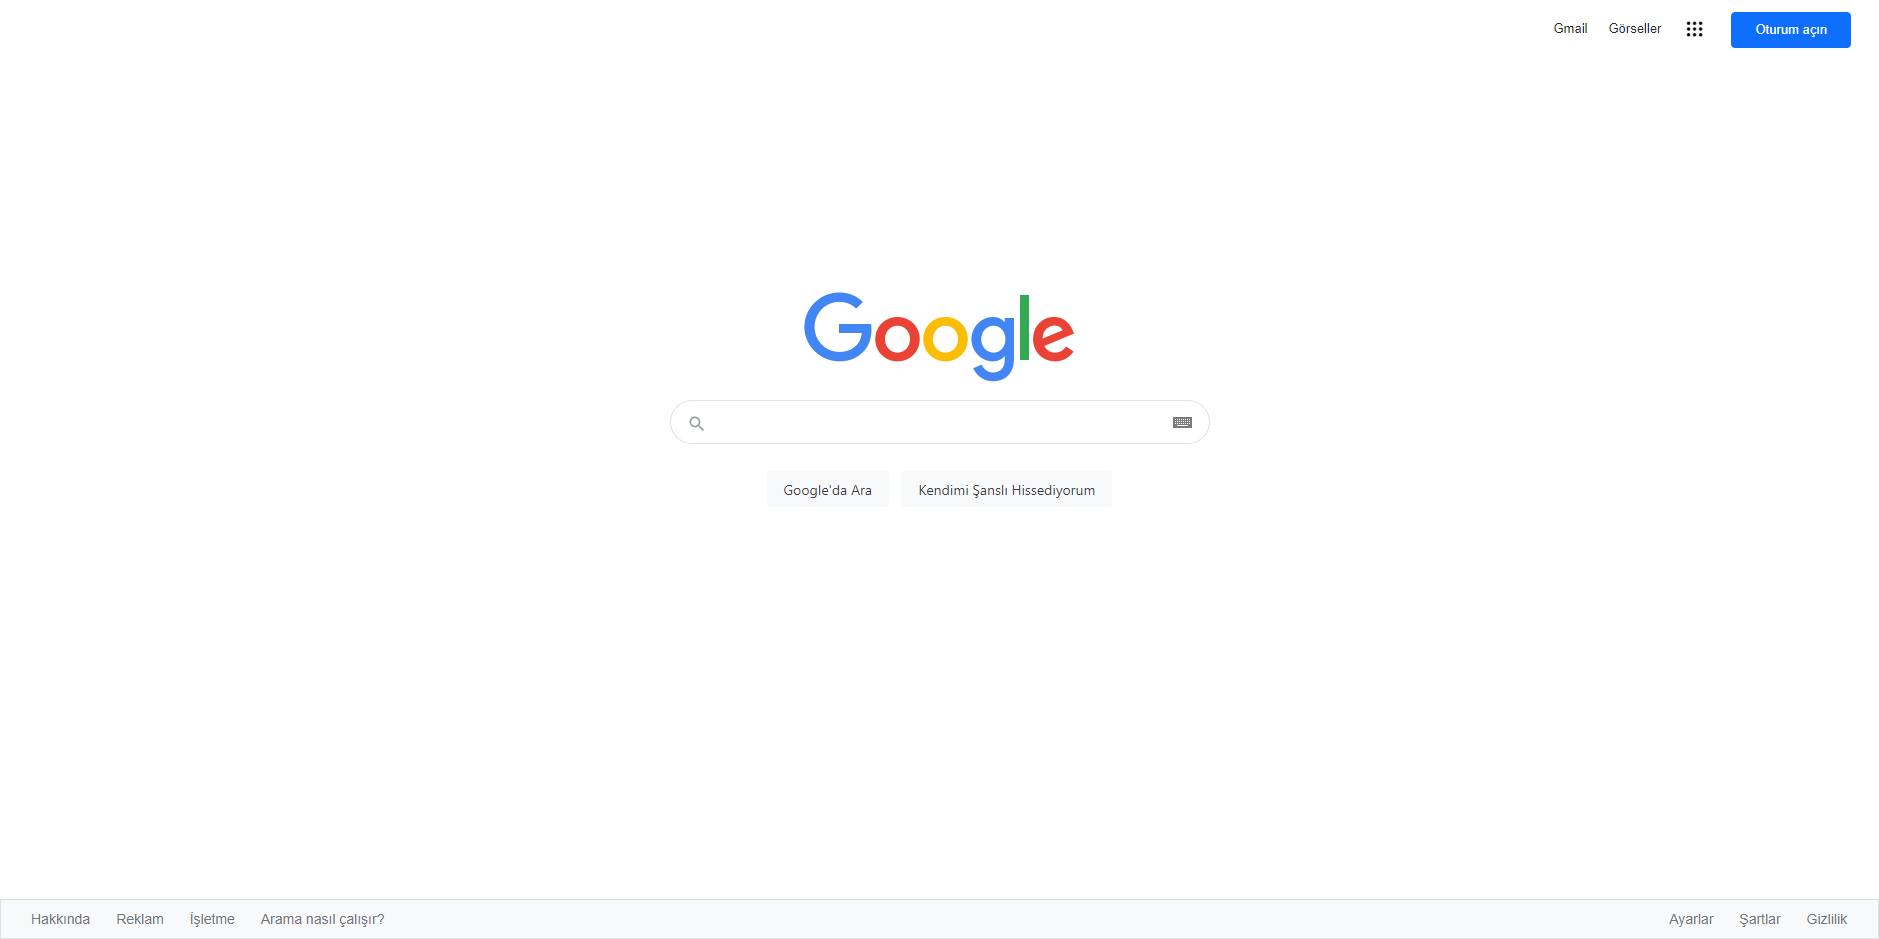 Gmail Görseller Oturum açın
Google
Google'da Ara Kendimi Şanslı Hissediyorum
Hakkında Reklam İşletme Arama nasıl çalışır? Ayarlar Şartlar Gizlilik